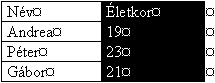 Név¤ Életkor¤ ¤
Andrea¤ 19¤ ¤
Péter¤ 23¤ ¤
Gábor¤ 21¤ ¤